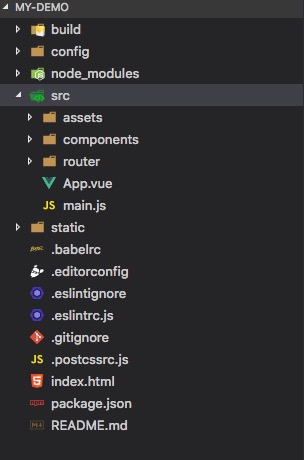 MY-DEMO
build
config
node_modules
src
assets
components
router
App.vue
JS main.js
static
.babelrc
.editorconfig
.eslintignore
.eslintrc.js
.gitignore
JS .postcssrc.js
index.html
package.json
README.md